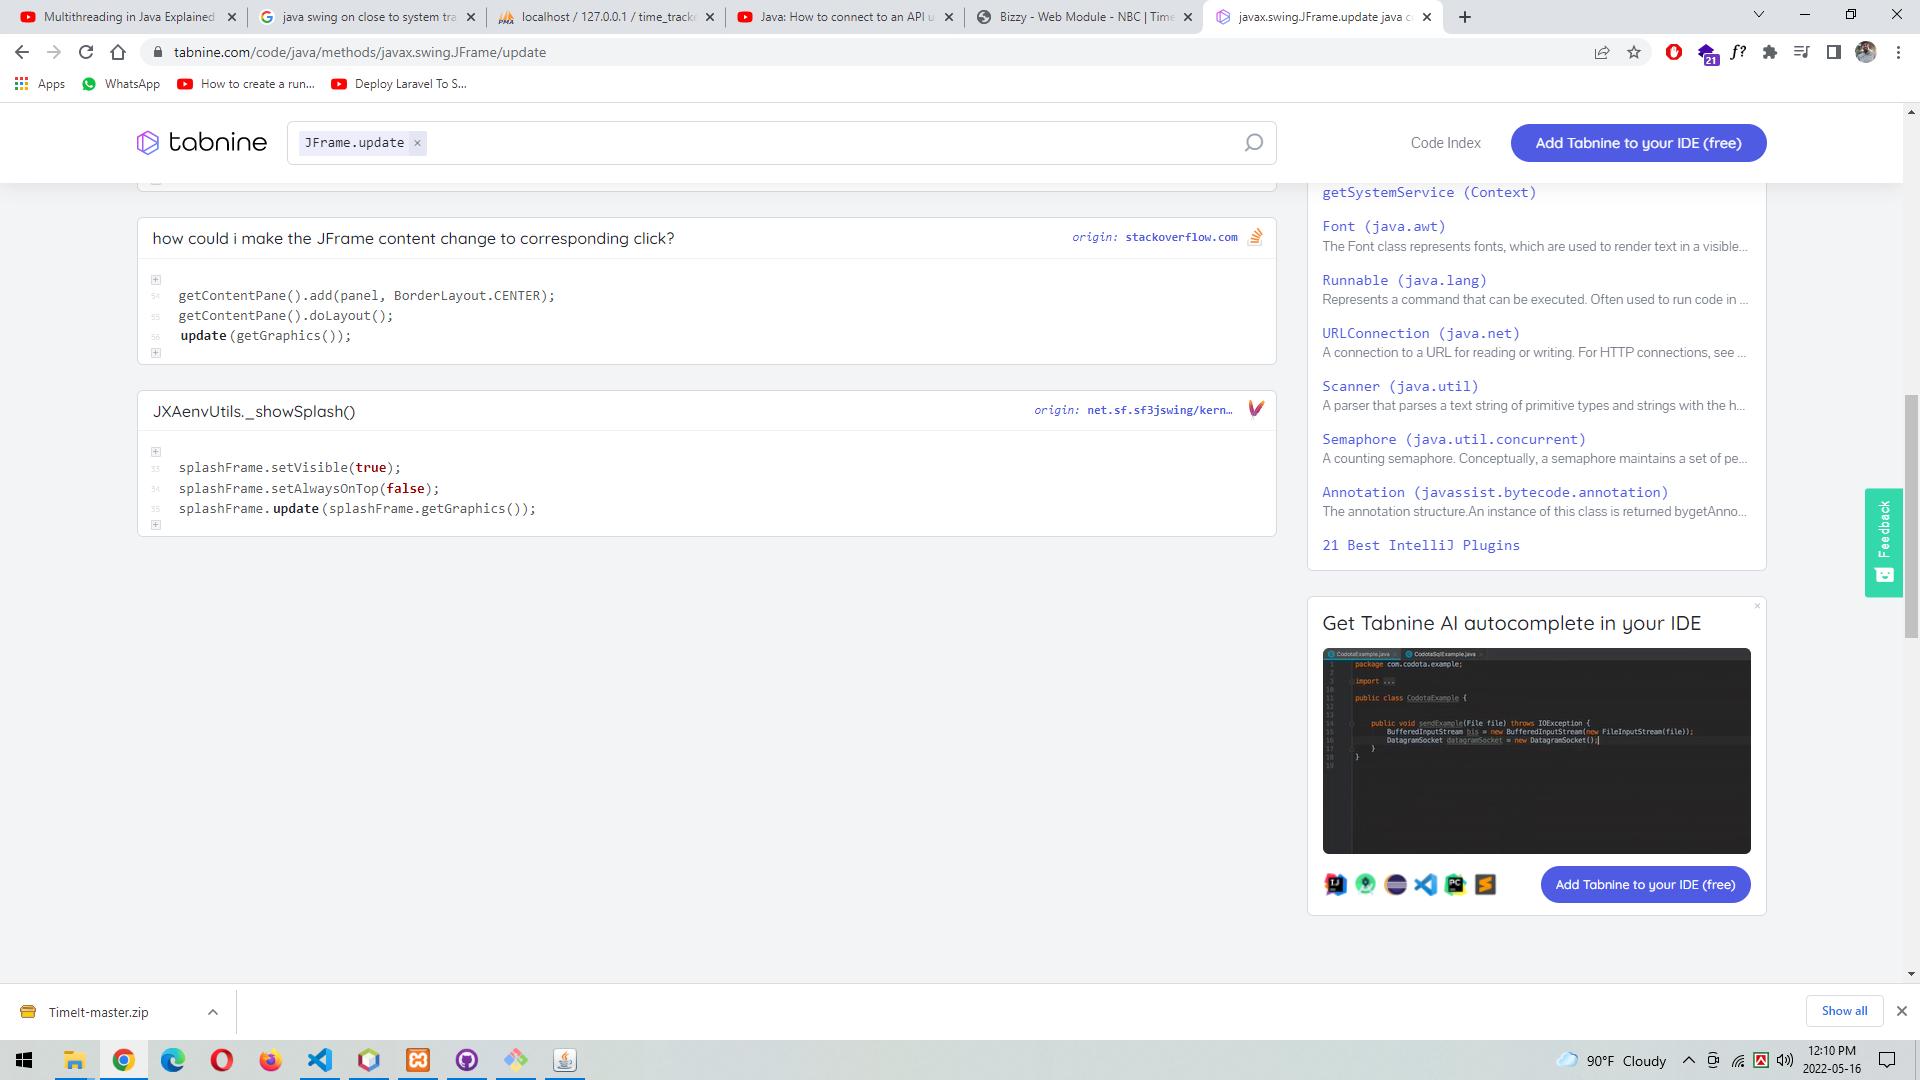 Multithreading in Java Explained
java swing on close to system tra
localhost / 127.0.0.1 / time_track
Java: How to connect to an API u
Bizzy - Web Module - NBC | Time
javax.swing.JFrame.update java c
tabnine.com/code/java/methods/javax.swing.JFrame/update
21
f?
Apps
WhatsApp
How to create a run...
Deploy Laravel To S...
tabnine
JFrame.update ×
Code Index
Add Tabnine to your IDE (free)
how could i make the JFrame content change to corresponding click?
origin: stackoverflow.com
54 getContentPane().add(panel, BorderLayout.CENTER);
55 getContentPane().doLayout();
56 update(getGraphics());
JXAenvUtils._showSplash()
origin: net.sf.sf3jswing/kern…
33 splashFrame.setVisible(true);
34 splashFrame.setAlwaysOnTop(false);
35 splashFrame.update(splashFrame.getGraphics());
getSystemService (Context)
Font (java.awt)
The Font class represents fonts, which are used to render text in a visible...
Runnable (java.lang)
Represents a command that can be executed. Often used to run code in ...
URLConnection (java.net)
A connection to a URL for reading or writing. For HTTP connections, see ...
Scanner (java.util)
A parser that parses a text string of primitive types and strings with the h...
Semaphore (java.util.concurrent)
A counting semaphore. Conceptually, a semaphore maintains a set of pe...
Annotation (javassist.bytecode.annotation)
The annotation structure.An instance of this class is returned bygetAnno...
21 Best IntelliJ Plugins
Feedback
Get Tabnine AI autocomplete in your IDE
CodotaExample.java
CodotaSqlExample.java
package com.codota.example;
import ...
public class CodotaExample {
public void sendExample(File file) throws IOException {
BufferedInputStream bis = new BufferedInputStream(new FileInputStream(file));
DatagramSocket datagramSocket = new DatagramSocket();
}
}
Add Tabnine to your IDE (free)
TimeIt-master.zip
Show all
90°F Cloudy
12:10 PM
2022-05-16